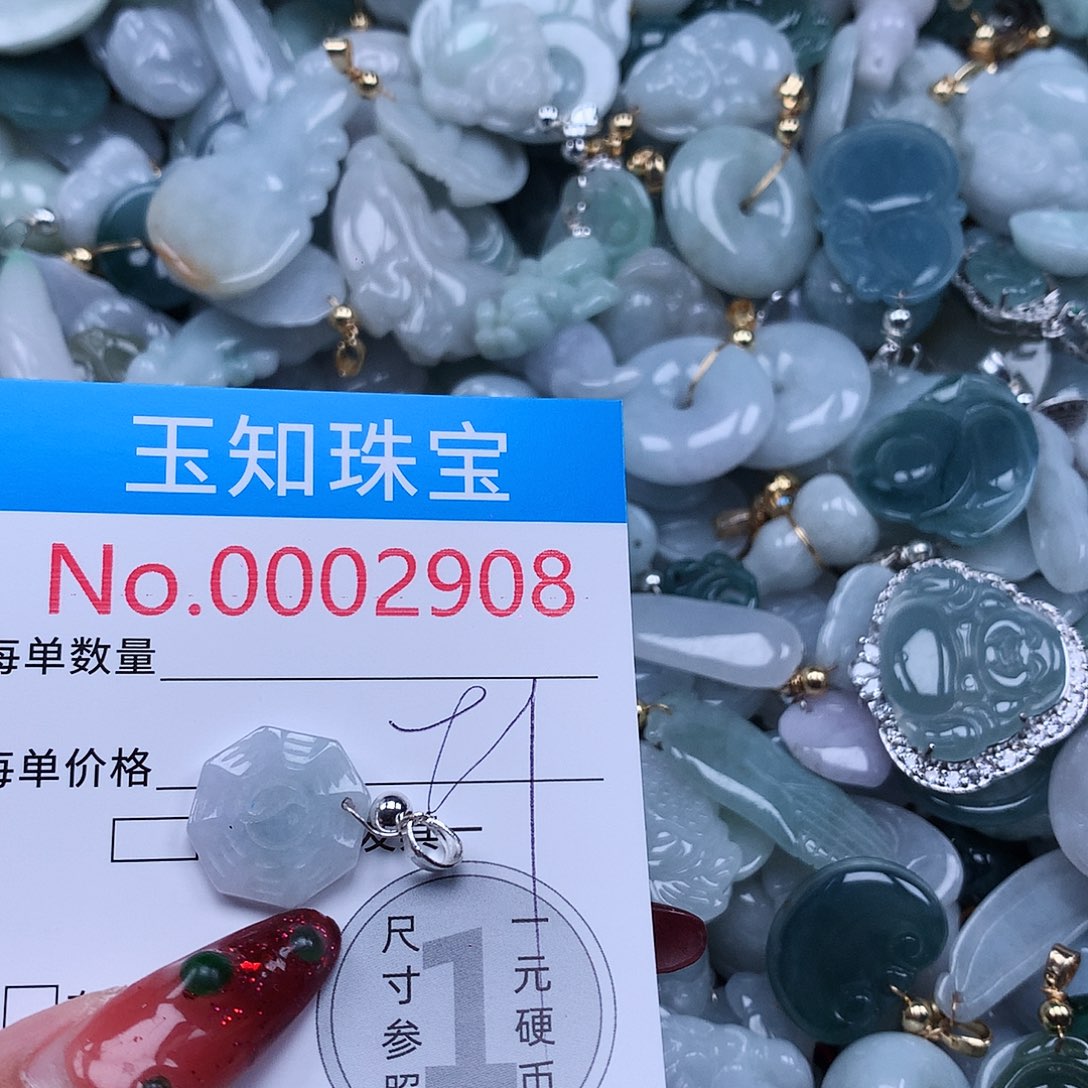 玉知珠宝
No.0002908
每单数量
每单价格
尺寸参照
一元硬币
1